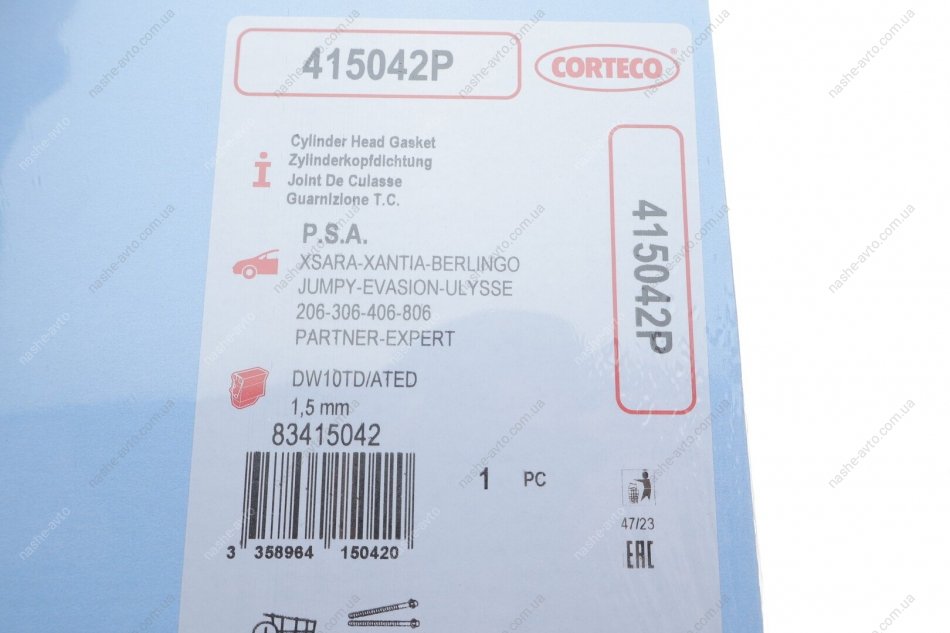 415042P
CORTECO
Cylinder Head Gasket
Zylinderkopfdichtung
Joint De Culasse
Guarnizione T.C.
P.S.A.
XSARA-XANTIA-BERLINGO
JUMPY-EVASION-ULYSSE
206-306-406-806
PARTNER-EXPERT
DW10TD/ATED
1,5 mm
83415042
3 358964 150420
1 PC
47/23
EAC
415042P
nashe-avto.com.ua